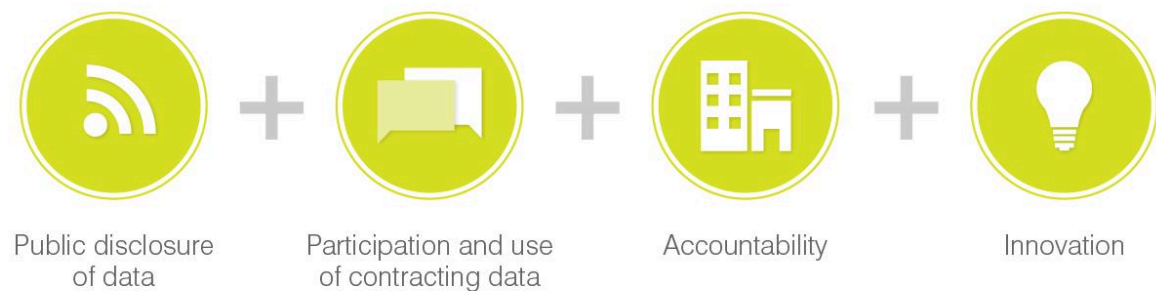 Public disclosure
of data
Participation and use
of contracting data
Accountability
Innovation